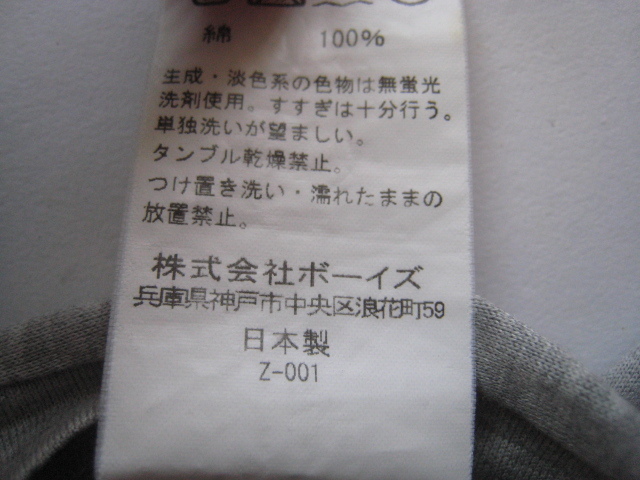 綿 100%
生成・淡色系の色物は無蛍光
洗剤使用。すすぎは十分行う。
単独洗いが望ましい。
タンブル乾燥禁止。
つけ置き洗い・濡れたままの
放置禁止。
株式会社ボーイズ
兵庫県神戸市中央区浪花町59
日本製
Z-001